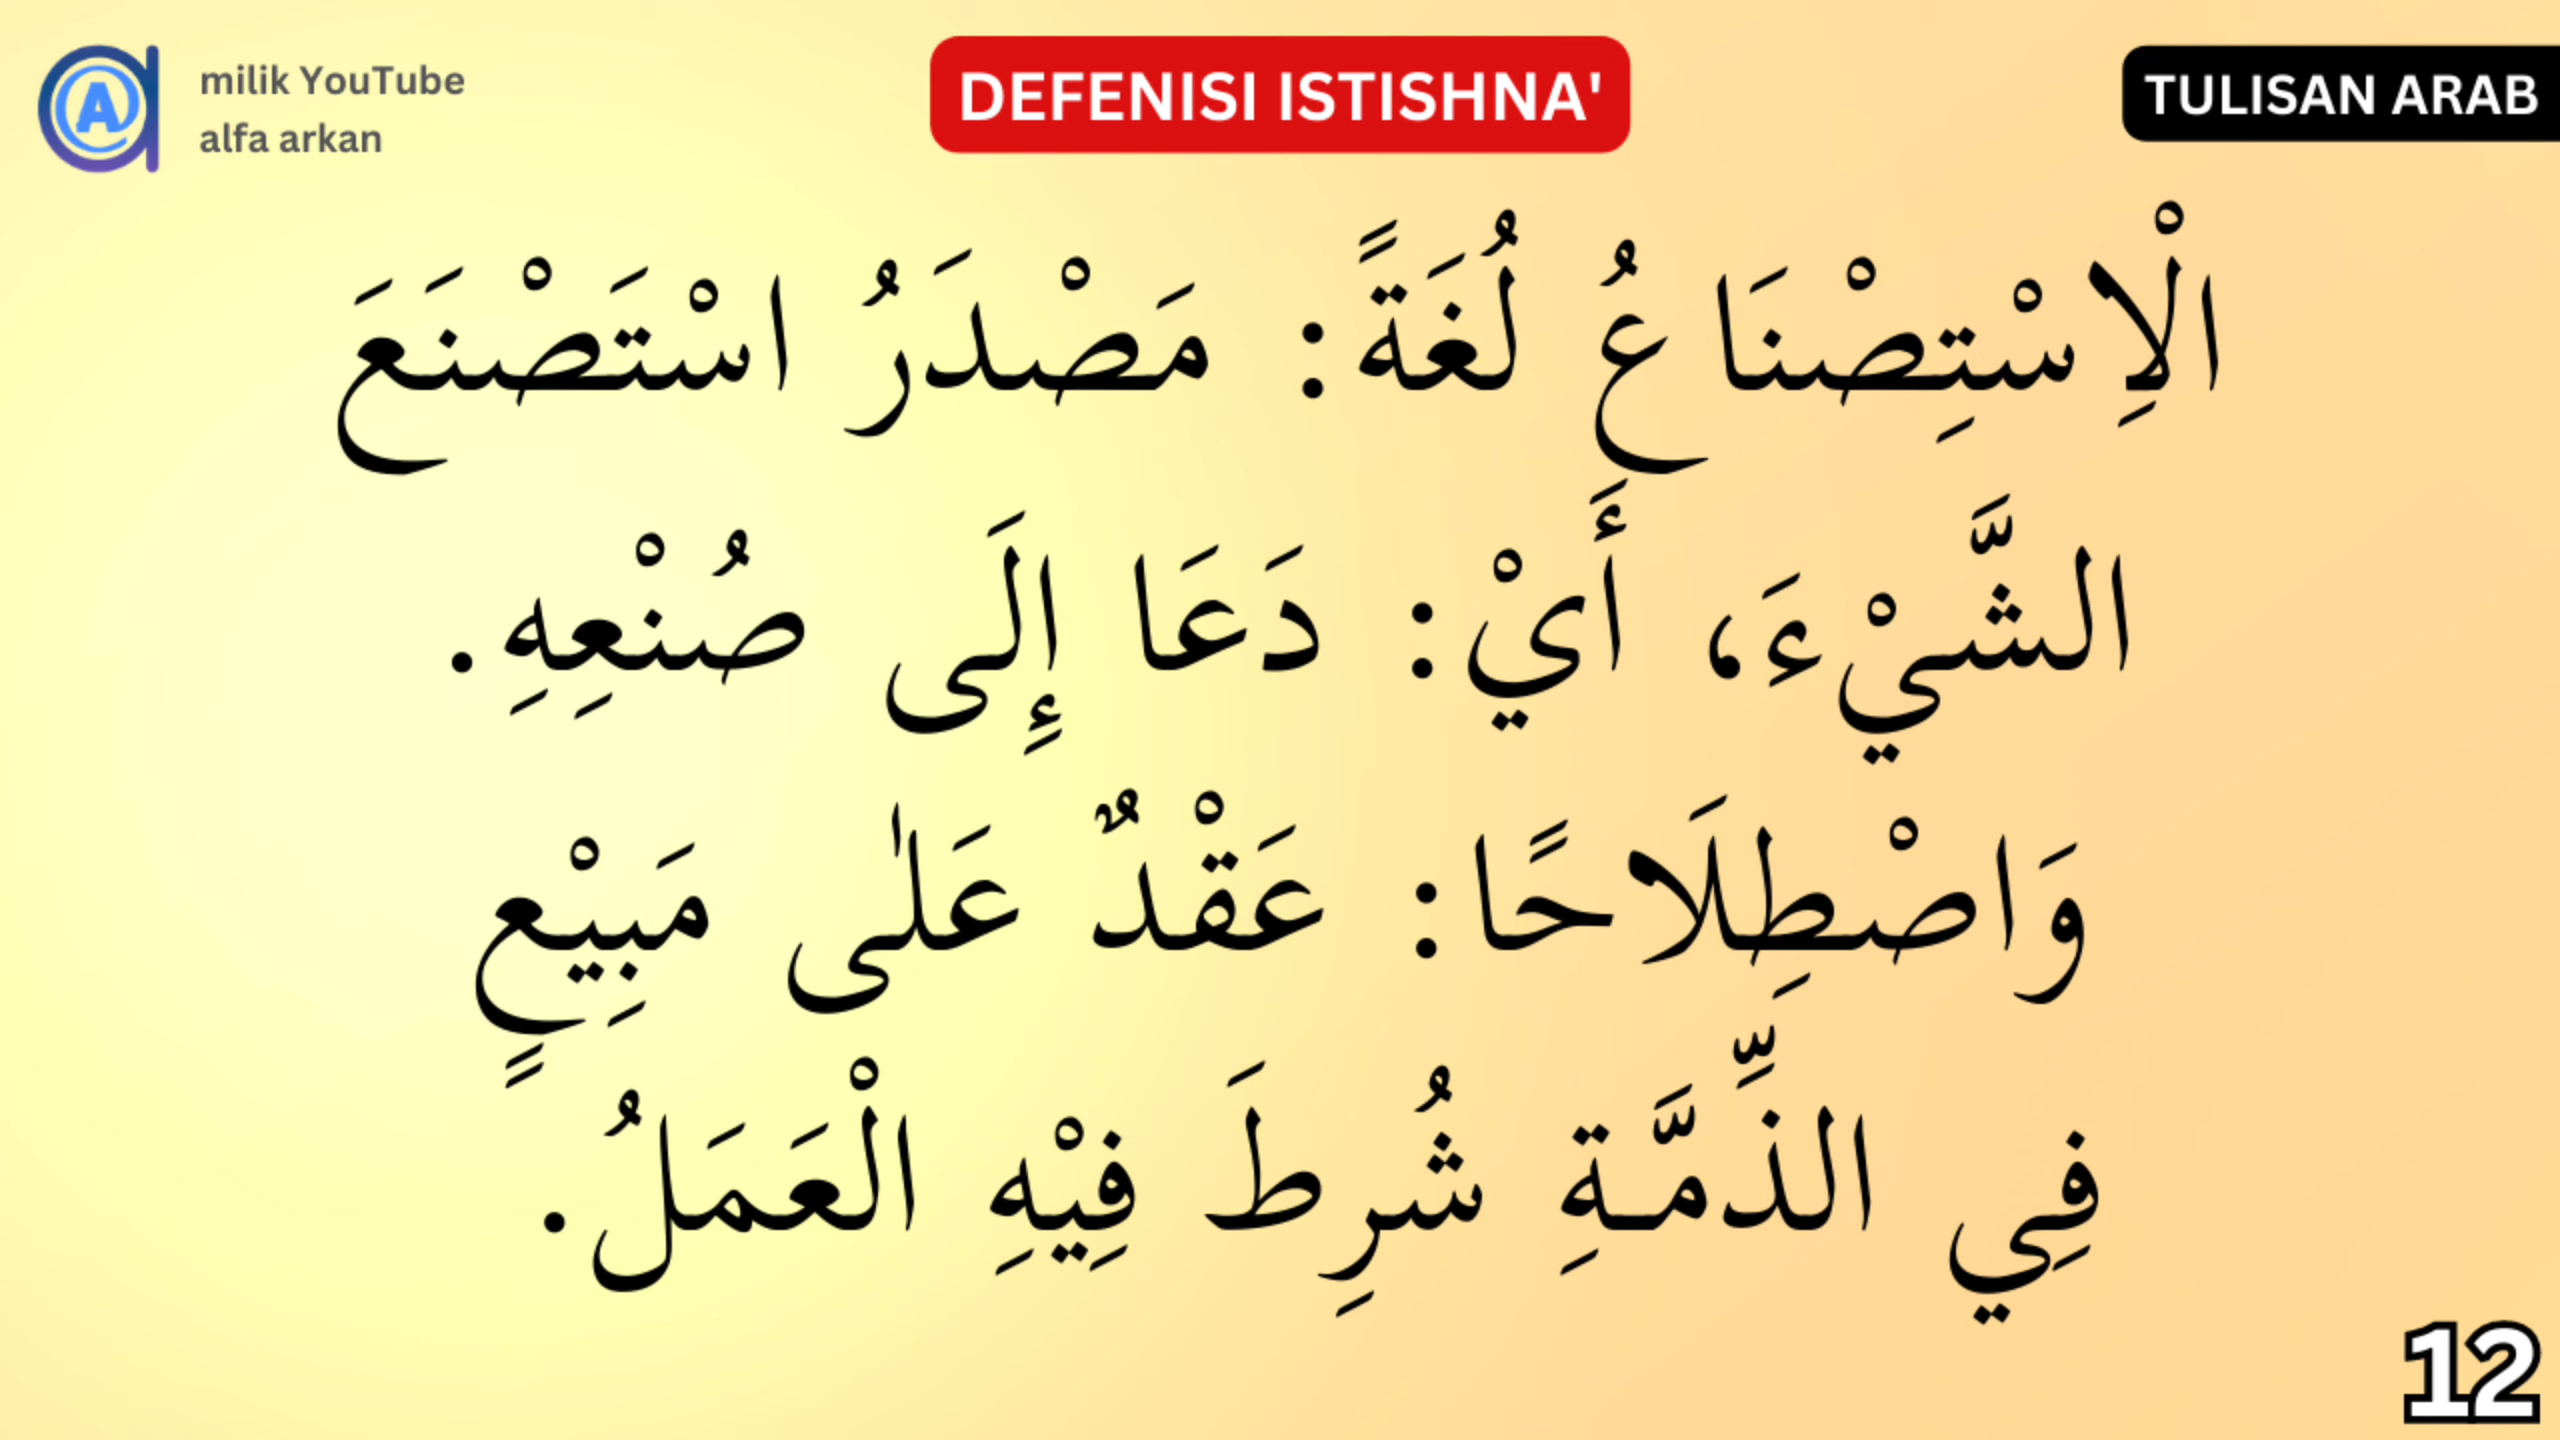 milik YouTube
alfa arkan
DEFENISI ISTISHNA'
TULISAN ARAB
الْاِسْتِصْنَاعُ لُغَةً: مَصْدَرُ اسْتَصْنَعَ
الشَّيْءَ، أَيْ: دَعَا إِلَى صُنْعِهِ.
وَاصْطِلَاحًا: عَقْدٌ عَلٰى مَبِيْعٍ
فِي الذِّمَّةِ شُرِطَ فِيْهِ الْعَمَلُ.
12